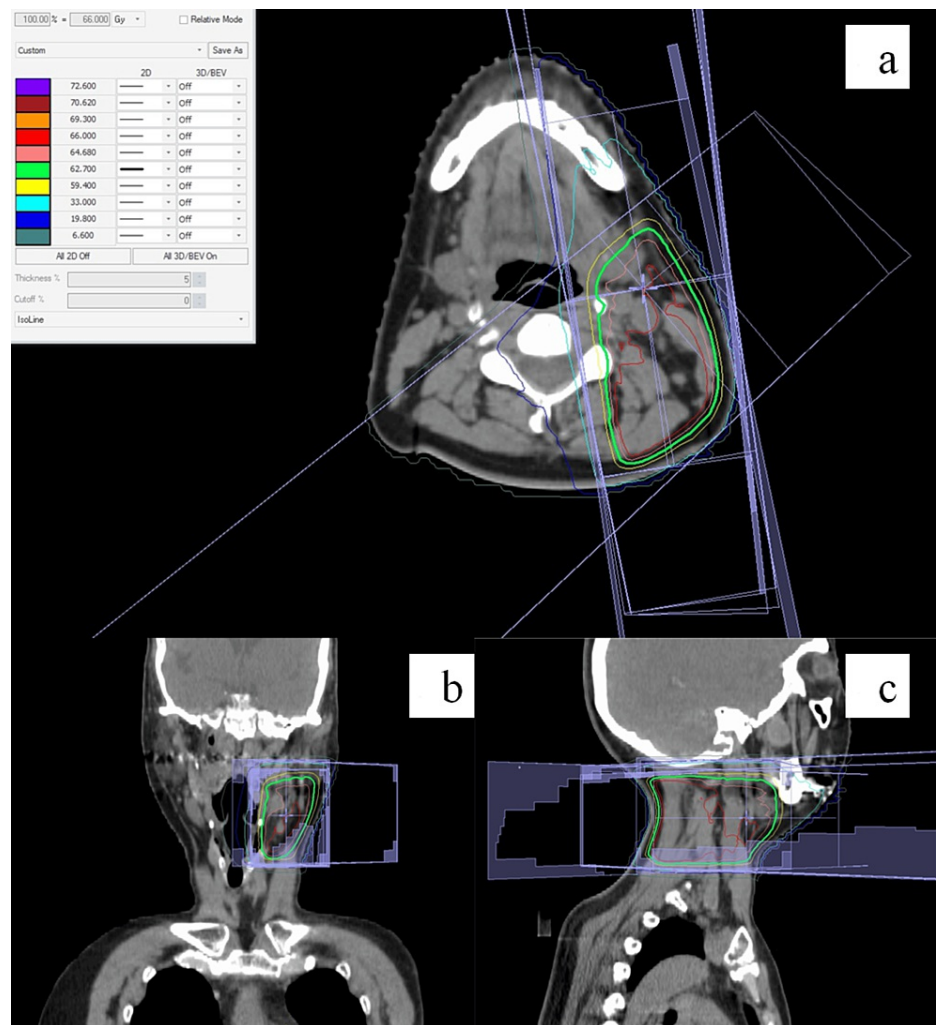 100.00 % = 66.000 Gy Relative Mode
Custom Save As
2D 3D/BEV
72.600 Off
70.620 Off
69.300 Off
66.000 Off
64.680 Off
62.700 Off
59.400 Off
33.000 Off
19.800 Off
6.600 Off
All 2D Off All 3D/BEV On
Thickness % 5
Cutoff % 0
IsoLine
a
b
c